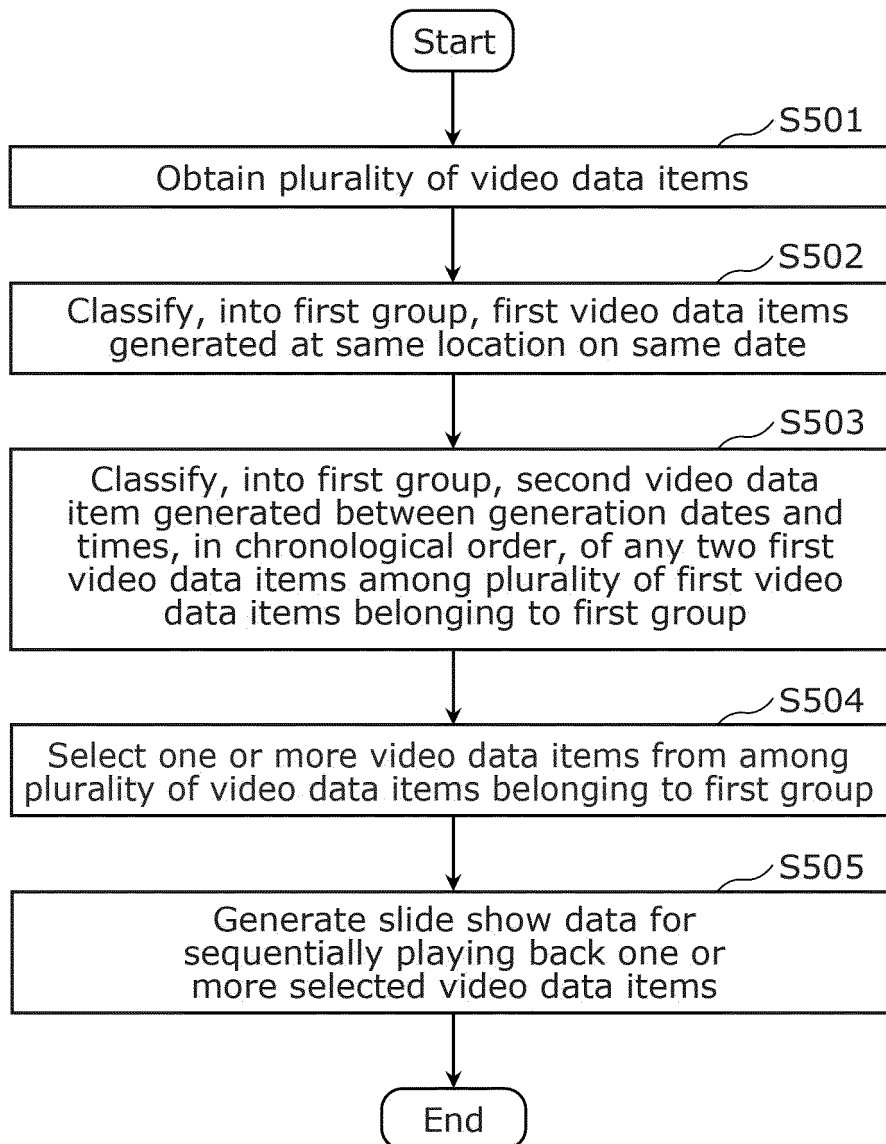 Start
S501
Obtain plurality of video data items
S502
Classify, into first group, first video data items
generated at same location on same date
S503
Classify, into first group, second video data
item generated between generation dates and
times, in chronological order, of any two first
video data items among plurality of first video
data items belonging to first group
S504
Select one or more video data items from among
plurality of video data items belonging to first group
S505
Generate slide show data for
sequentially playing back one or
more selected video data items
End